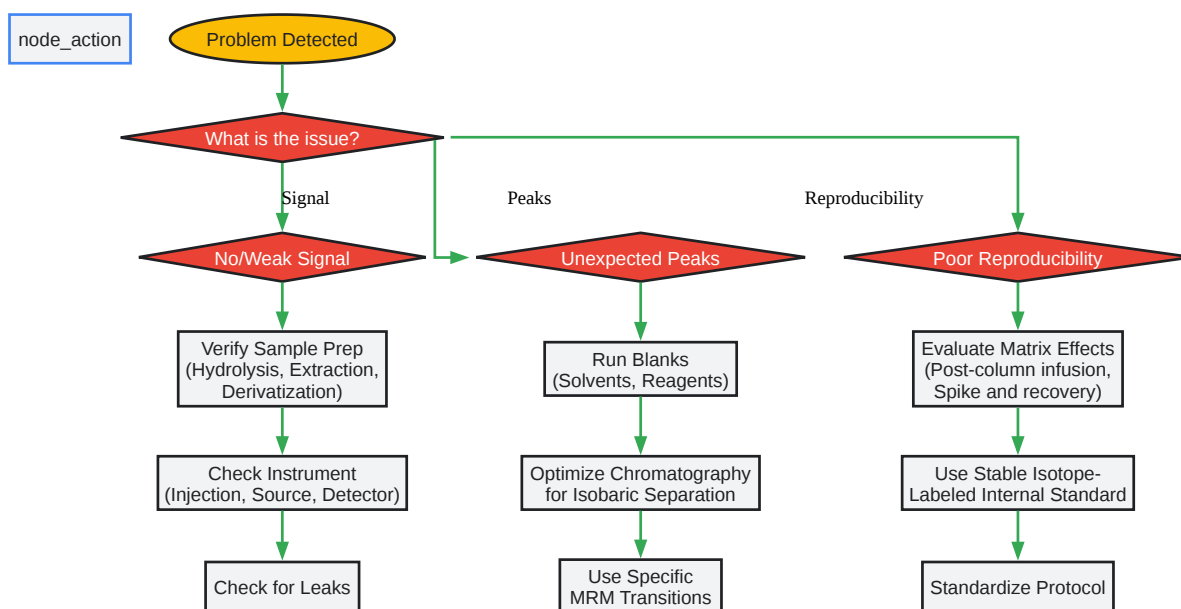 node_action
Problem Detected
What is the issue?
Signal
Peaks
Reproducibility
No/Weak Signal
Unexpected Peaks
Poor Reproducibility
Verify Sample Prep
(Hydrolysis, Extraction,
Derivatization)
Run Blanks
(Solvents, Reagents)
Evaluate Matrix Effects
(Post-column infusion,
Spike and recovery)
Check Instrument
(Injection, Source, Detector)
Optimize Chromatography
for Isobaric Separation
Use Stable Isotope-
Labeled Internal Standard
Check for Leaks
Use Specific
MRM Transitions
Standardize Protocol